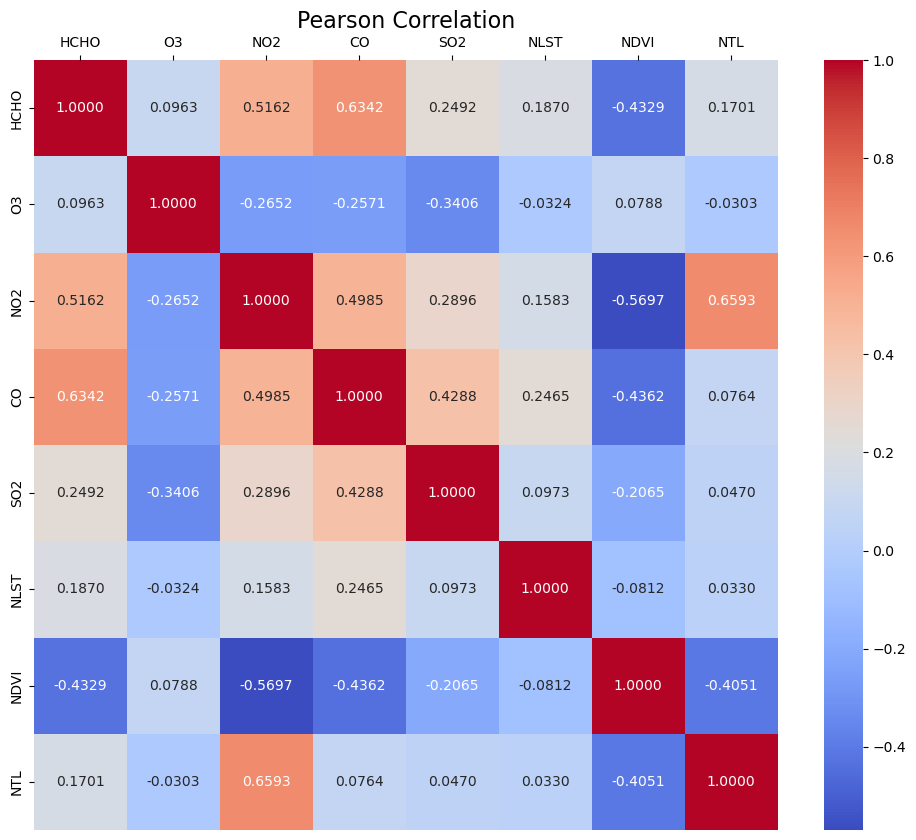 Pearson Correlation
HCHO O3 NO2 CO SO2 NLST NDVI NTL
HCHO 1.0000 0.0963 0.5162 0.6342 0.2492 0.1870 -0.4329 0.1701
O3 0.0963 1.0000 -0.2652 -0.2571 -0.3406 -0.0324 0.0788 -0.0303
NO2 0.5162 -0.2652 1.0000 0.4985 0.2896 0.1583 -0.5697 0.6593
CO 0.6342 -0.2571 0.4985 1.0000 0.4288 0.2465 -0.4362 0.0764
SO2 0.2492 -0.3406 0.2896 0.4288 1.0000 0.0973 -0.2065 0.0470
NLST 0.1870 -0.0324 0.1583 0.2465 0.0973 1.0000 -0.0812 0.0330
NDVI -0.4329 0.0788 -0.5697 -0.4362 -0.2065 -0.0812 1.0000 -0.4051
NTL 0.1701 -0.0303 0.6593 0.0764 0.0470 0.0330 -0.4051 1.0000
1.0
0.8
0.6
0.4
0.2
0.0
−0.2
−0.4